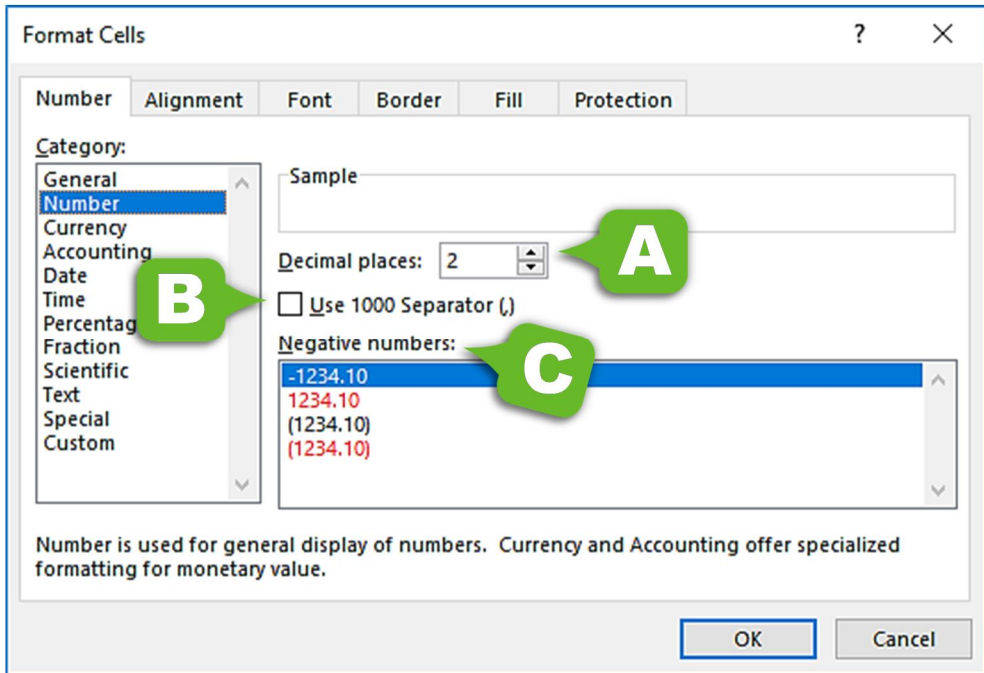 Format Cells ?
Number Alignment Font Border Fill Protection
Category:
General
Number
Currency
Accounting
Date
Time
Percentag
Fraction
Scientific
Text
Special
Custom
Sample
Decimal places: 2
A
B
Use 1000 Separator (,)
Negative numbers:
C
-1234.10
1234.10
(1234.10)
(1234.10)
Number is used for general display of numbers. Currency and Accounting offer specialized
formatting for monetary value.
OK Cancel